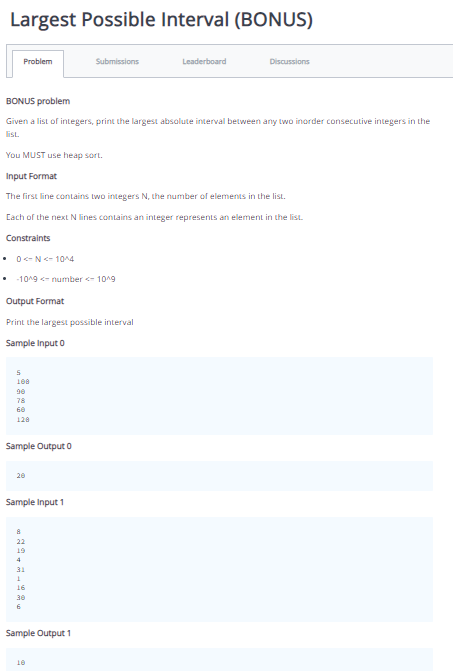 Largest Possible Interval (BONUS)
Problem
Submissions
Leaderboard
Discussions
BONUS problem
Given a list of integers, print the largest absolute interval between any two inorder consecutive integers in the
list.
You MUST use heap sort.
Input Format
The first line contains two integers N, the number of elements in the list.
Each of the next N lines contains an integer represents an element in the list.
Constraints
• 0 <= N <= 10^4
• -10^9 <= number <= 10^9
Output Format
Print the largest possible interval
Sample Input 0
5
100
90
78
60
120
Sample Output 0
20
Sample Input 1
8
22
19
4
31
1
16
30
6
Sample Output 1
10